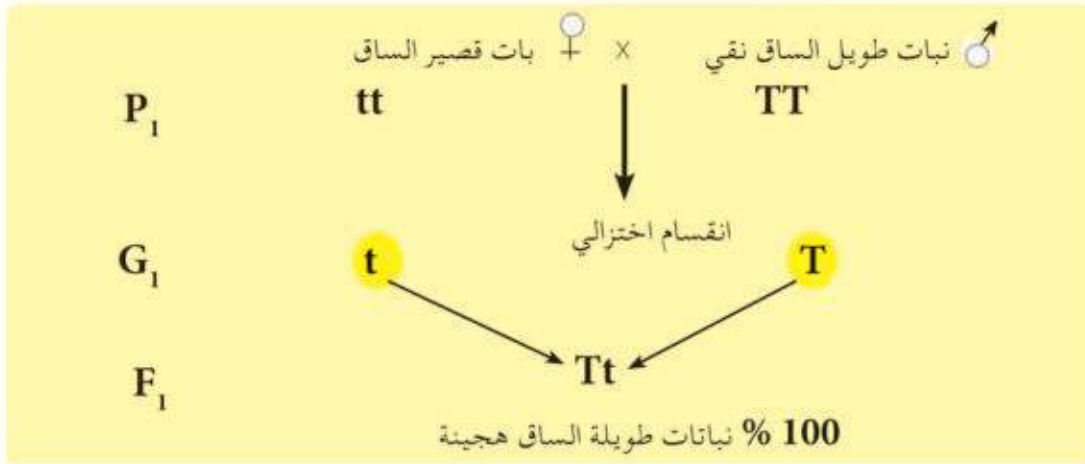 نبات طويل الساق نقي x بات قصير الساق
P1 tt TT
انقسام اختزالي
G1 t T
F1 Tt
100 % نباتات طويلة الساق هجينة